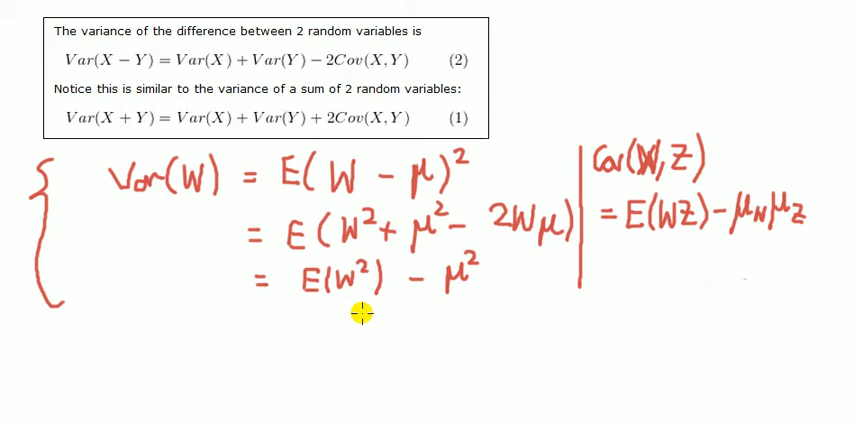 The variance of the difference between 2 random variables is
Var(X − Y) = Var(X) + Var(Y) − 2Cov(X, Y) (2)
Notice this is similar to the variance of a sum of 2 random variables:
Var(X + Y) = Var(X) + Var(Y) + 2Cov(X, Y) (1)
Var(W) = E(W - μ)²
= E(W² + μ² - 2Wμ)
= E(W²) - μ²
Cov(W, Z)
= E(WZ) - μ_W μ_Z